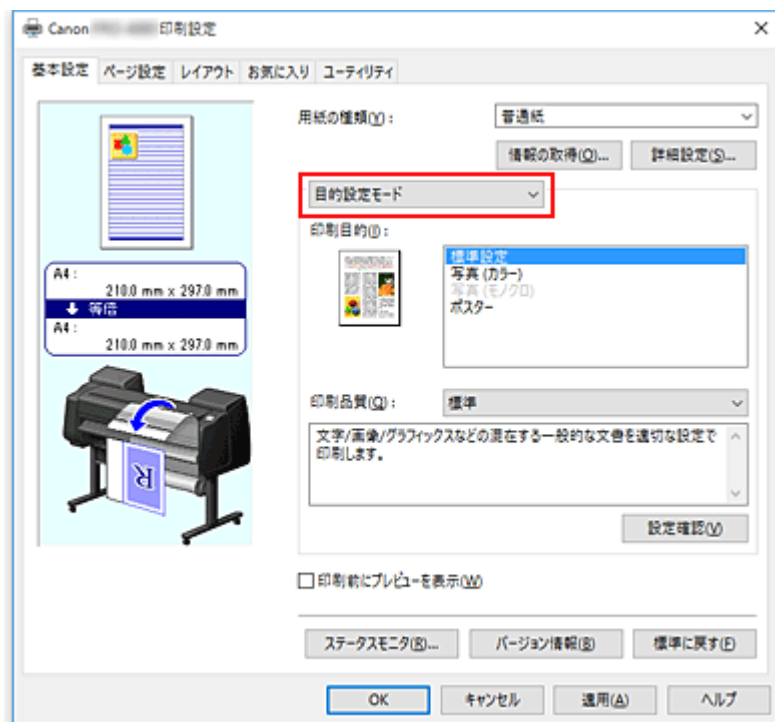 Canon 印刷設定
基本設定 ページ設定 レイアウト お気に入り ユーティリティ
用紙の種類(Y): 普通紙
情報の取得(O)... 詳細設定(S)...
目的設定モード
印刷目的(I):
標準設定
写真 (カラー)
写真 (モノクロ)
ポスター
A4 :
210.0 mm x 297.0 mm
等倍
A4 :
210.0 mm x 297.0 mm
R
印刷品質(Q): 標準
文字/画像/グラフィックスなどの混在する一般的な文書を適切な設定で
印刷します。
設定確認(V)
印刷前にプレビューを表示(W)
ステータスモニタ(R)... バージョン情報(B) 標準に戻す(F)
OK キャンセル 適用(A) ヘルプ